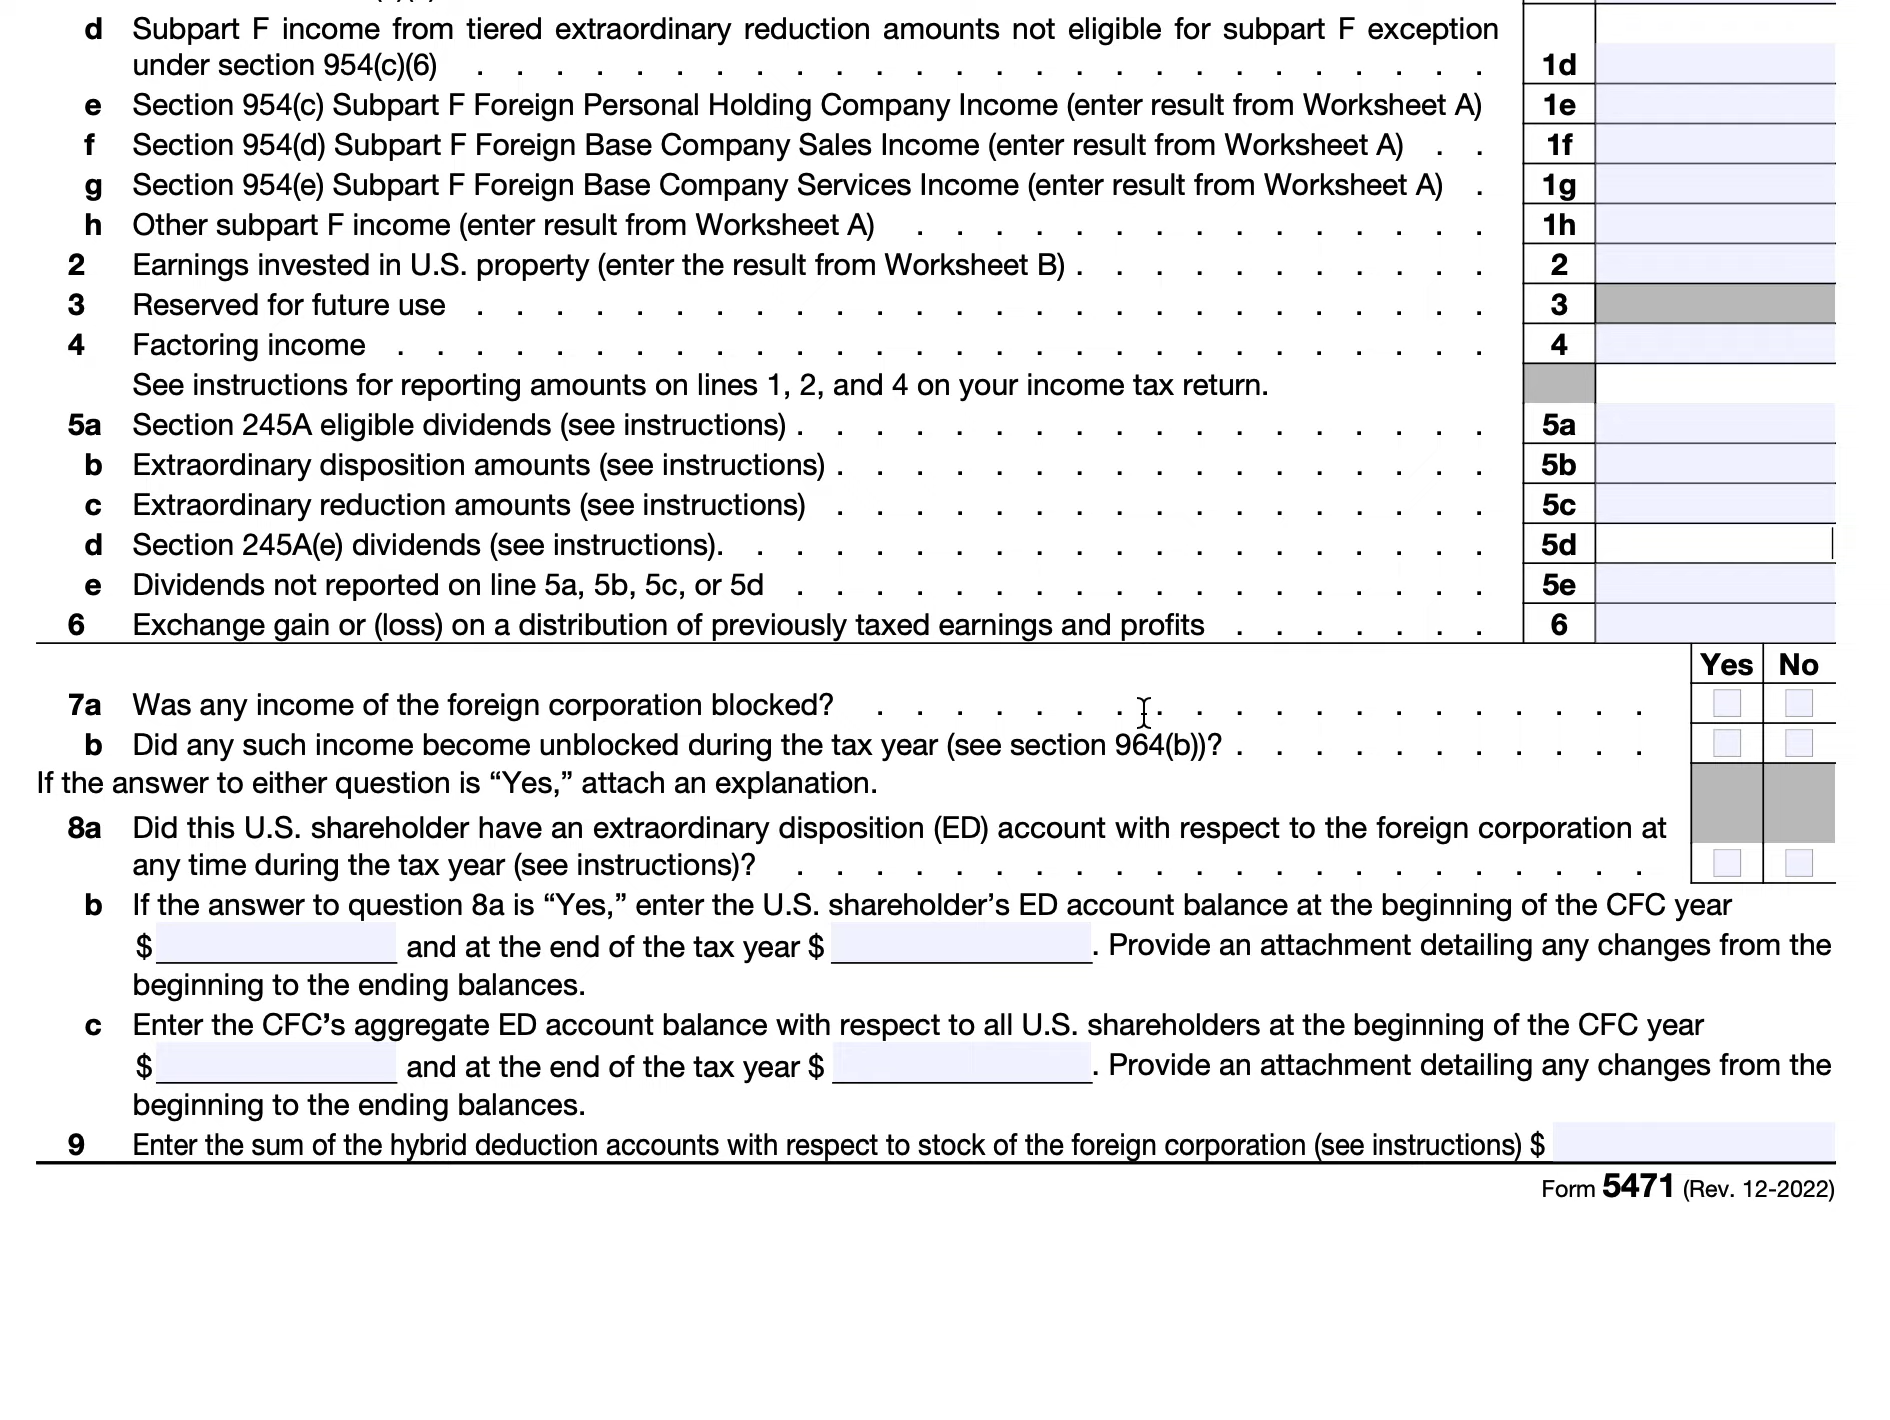 d Subpart F income from tiered extraordinary reduction amounts not eligible for subpart F exception
under section 954(c)(6) . . . . . . . . . . . . . . . . . . . . . . . . . . 1d
e Section 954(c) Subpart F Foreign Personal Holding Company Income (enter result from Worksheet A) 1e
f Section 954(d) Subpart F Foreign Base Company Sales Income (enter result from Worksheet A) . . 1f
g Section 954(e) Subpart F Foreign Base Company Services Income (enter result from Worksheet A) . 1g
h Other subpart F income (enter result from Worksheet A) . . . . . . . . . . . . . . . 1h
2 Earnings invested in U.S. property (enter the result from Worksheet B) . . . . . . . . . . . 2
3 Reserved for future use . . . . . . . . . . . . . . . . . . . . . . . . . . 3
4 Factoring income . . . . . . . . . . . . . . . . . . . . . . . . . . . . 4
See instructions for reporting amounts on lines 1, 2, and 4 on your income tax return.
5a Section 245A eligible dividends (see instructions) . . . . . . . . . . . . . . . . . . 5a
b Extraordinary disposition amounts (see instructions) . . . . . . . . . . . . . . . . . 5b
c Extraordinary reduction amounts (see instructions) . . . . . . . . . . . . . . . . . 5c
d Section 245A(e) dividends (see instructions). . . . . . . . . . . . . . . . . . . . 5d
e Dividends not reported on line 5a, 5b, 5c, or 5d . . . . . . . . . . . . . . . . . . 5e
6 Exchange gain or (loss) on a distribution of previously taxed earnings and profits . . . . . . . 6
Yes No
7a Was any income of the foreign corporation blocked? . . . . . . . . . . . . . . . . . . . .
b Did any such income become unblocked during the tax year (see section 964(b))? . . . . . . . . . . .
If the answer to either question is “Yes,” attach an explanation.
8a Did this U.S. shareholder have an extraordinary disposition (ED) account with respect to the foreign corporation at
any time during the tax year (see instructions)? . . . . . . . . . . . . . . . . . . . . . .
b If the answer to question 8a is “Yes,” enter the U.S. shareholder’s ED account balance at the beginning of the CFC year
$ and at the end of the tax year $ . Provide an attachment detailing any changes from the
beginning to the ending balances.
c Enter the CFC’s aggregate ED account balance with respect to all U.S. shareholders at the beginning of the CFC year
$ and at the end of the tax year $ . Provide an attachment detailing any changes from the
beginning to the ending balances.
9 Enter the sum of the hybrid deduction accounts with respect to stock of the foreign corporation (see instructions) $
Form 5471 (Rev. 12-2022)